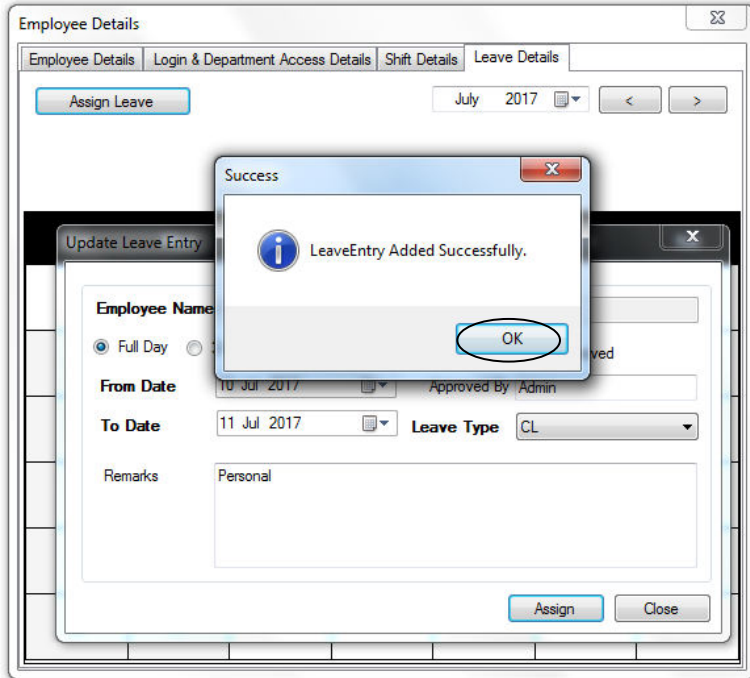 Employee Details
Employee Details Login & Department Access Details Shift Details Leave Details
Assign Leave July 2017 < >
Success
LeaveEntry Added Successfully.
OK
Update Leave Entry
Employee Name
Full Day
From Date 10 Jul 2017 Approved By Admin
To Date 11 Jul 2017 Leave Type CL
Remarks Personal
Assign Close